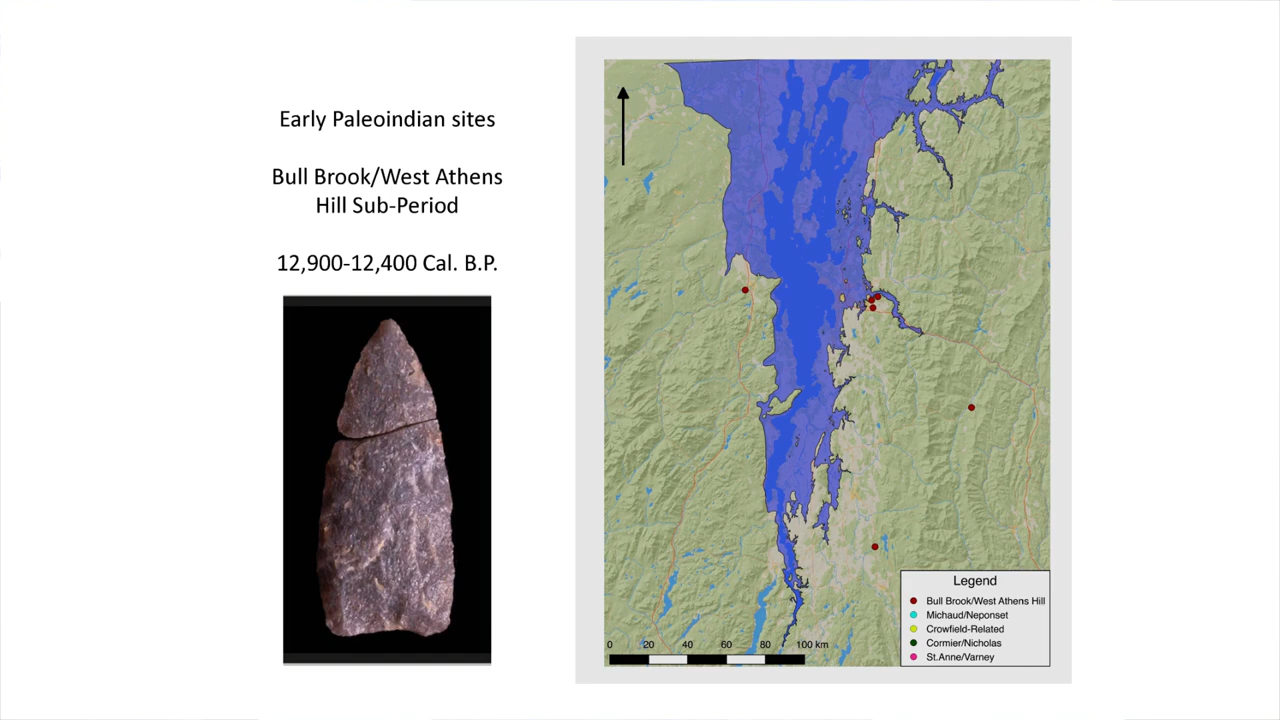 Early Paleoindian sites
Bull Brook/West Athens
Hill Sub-Period
12,900-12,400 Cal. B.P.
Legend
Bull Brook/West Athens Hill
Michaud/Neponset
Crowfield-Related
Cormier/Nicholas
St.Anne/Varney
0 20 40 60 80 100 km